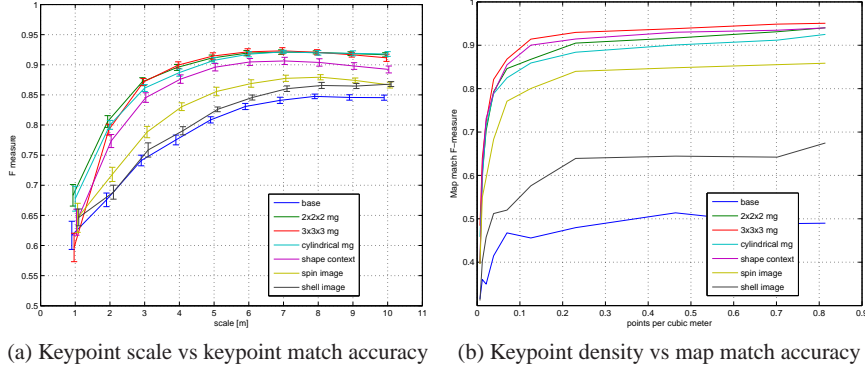 0.95
0.9
0.85
0.8
0.75
0.7
0.65
0.6
0.55
0.5
F measure
0 1 2 3 4 5 6 7 8 9 10 11
scale [m]
base
2x2x2 mg
3x3x3 mg
cylindrical mg
shape context
spin image
shell image
1
0.9
0.8
0.7
0.6
0.5
0.4
Map match F-measure
0 0.1 0.2 0.3 0.4 0.5 0.6 0.7 0.8 0.9
points per cubic meter
base
2x2x2 mg
3x3x3 mg
cylindrical mg
shape context
spin image
shell image
(a) Keypoint scale vs keypoint match accuracy
(b) Keypoint density vs map match accuracy